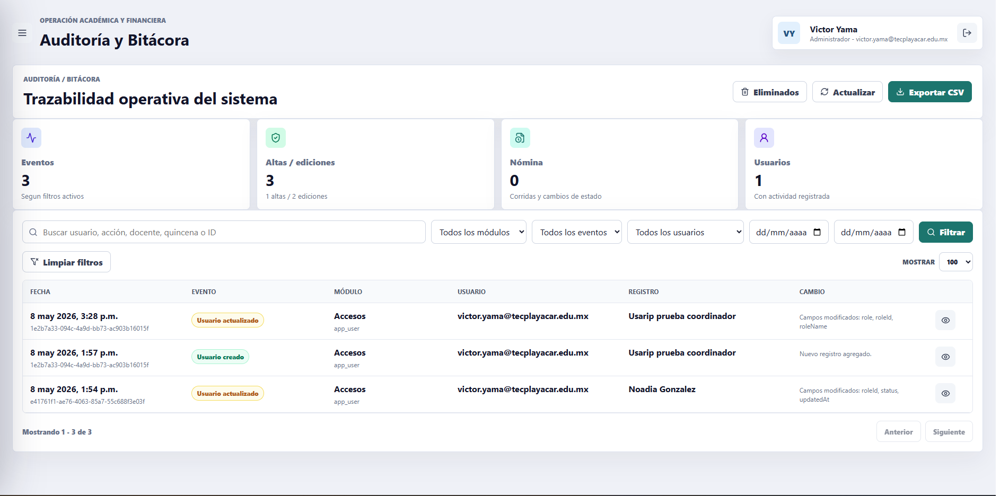 OPERACIÓN ACADÉMICA Y FINANCIERA
Auditoría y Bitácora
VY
Victor Yama
Administrador - victor.yama@tecplayacar.edu.mx
AUDITORÍA / BITÁCORA
Trazabilidad operativa del sistema
Eliminados
Actualizar
Exportar CSV
Eventos
3
Segun filtros activos
Altas / ediciones
3
1 altas / 2 ediciones
Nómina
0
Corridas y cambios de estado
Usuarios
1
Con actividad registrada
Buscar usuario, acción, docente, quincena o ID
Todos los módulos
Todos los eventos
Todos los usuarios
dd/mm/aaaa
dd/mm/aaaa
Filtrar
Limpiar filtros
MOSTRAR
100
FECHA EVENTO MÓDULO USUARIO REGISTRO CAMBIO
8 may 2026, 3:28 p.m.
1e2b7a33-094c-4a9d-bb73-ac903b16015f
Usuario actualizado
Accesos
app_user
victor.yama@tecplayacar.edu.mx
Usarip prueba coordinador
Campos modificados: role, roleId,
roleName
8 may 2026, 1:57 p.m.
1e2b7a33-094c-4a9d-bb73-ac903b16015f
Usuario creado
Accesos
app_user
victor.yama@tecplayacar.edu.mx
Usarip prueba coordinador
Nuevo registro agregado.
8 may 2026, 1:54 p.m.
e41761f1-ae76-4063-85a7-55c688f3e03f
Usuario actualizado
Accesos
app_user
victor.yama@tecplayacar.edu.mx
Noadia Gonzalez
Campos modificados: roleId, status,
updatedAt
Mostrando 1 - 3 de 3
Anterior
Siguiente